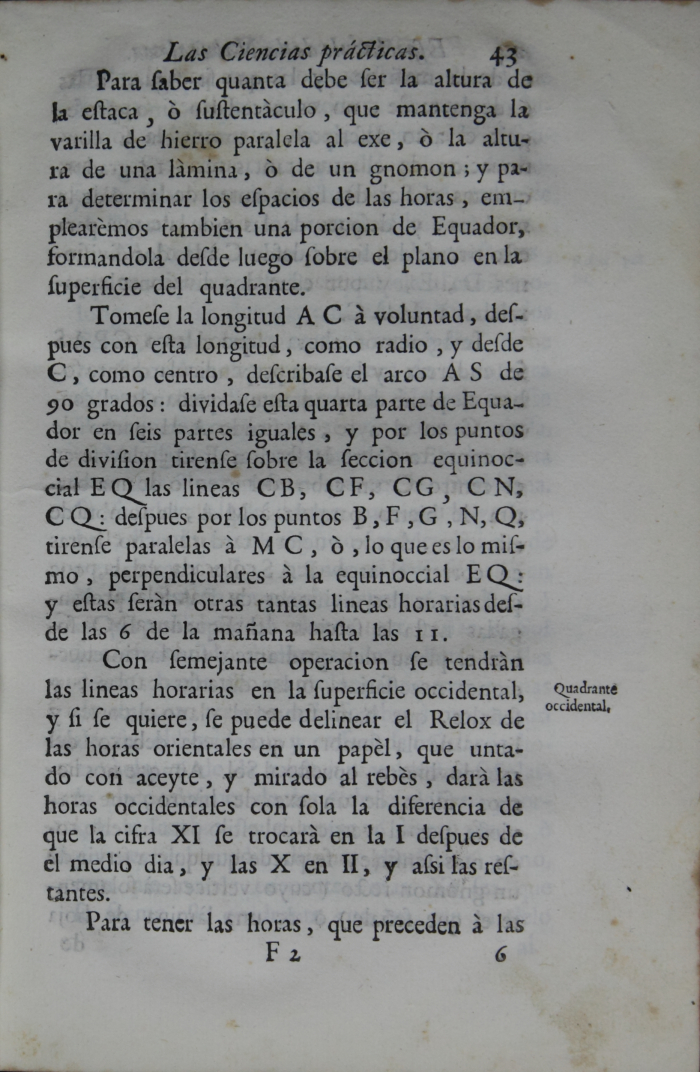 Las Ciencias prácticas. 43
Para ſaber quanta debe ſer la altura de
la eſtaca, ò ſuſtentàculo, que mantenga la
varilla de hierro paralela al exe, ò la altu-
ra de una làmina, ò de un gnomon; y pa-
ra determinar los eſpacios de las horas, em-
plearèmos tambien una porcion de Equador,
formandola deſde luego ſobre el plano en la
ſuperficie del quadrante.
Tomeſe la longitud A C à voluntad, deſ-
pues con eſta longitud, como radio, y deſde
C, como centro, deſcribaſe el arco A S de
90 grados: dividaſe eſta quarta parte de Equa-
dor en ſeis partes iguales, y por los puntos
de diviſion tirenſe ſobre la ſeccion equinoc-
cial E Q las lineas C B, C F, C G, C N,
C Q: deſpues por los puntos B, F, G, N, Q,
tirenſe paralelas à M C, ò, lo que es lo miſ-
mo, perpendiculares à la equinoccial E Q:
y eſtas ſeràn otras tantas lineas horarias deſ-
de las 6 de la mañana haſta las 11.
Con ſemejante operacion ſe tendràn
las lineas horarias en la ſuperficie occidental,
y ſi ſe quiere, ſe puede delinear el Relox de
las horas orientales en un papèl, que unta-
do con aceyte, y mirado al rebès, darà las
horas occidentales con ſola la diferencia de
que la cifra XI ſe trocarà en la I deſpues de
el medio dia, y las X en II, y aſsi las reſ-
tantes.
Para tener las horas, que preceden à las
F 2 6
Quadrante
occidental.